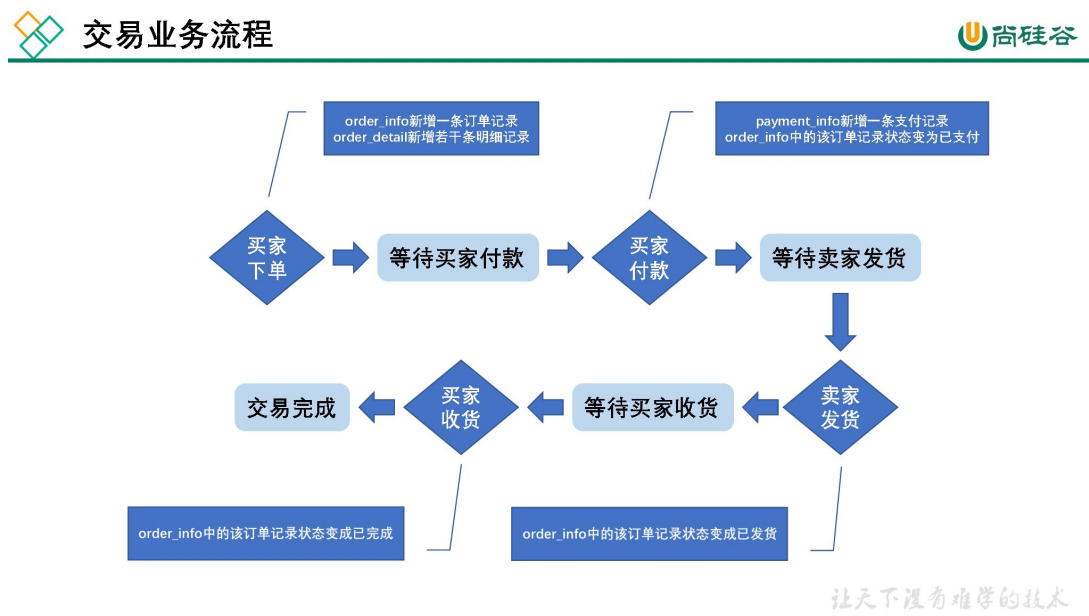 交易业务流程
尚硅谷
order_info新增一条订单记录
order_detail新增若干条明细记录
payment_info新增一条支付记录
order_info中的该订单记录状态变为已支付
买家
下单
等待买家付款
买家
付款
等待卖家发货
卖家
发货
等待买家收货
买家
收货
交易完成
order_info中的该订单记录状态变成已完成
order_info中的该订单记录状态变成已发货
让天下没有难学的技术